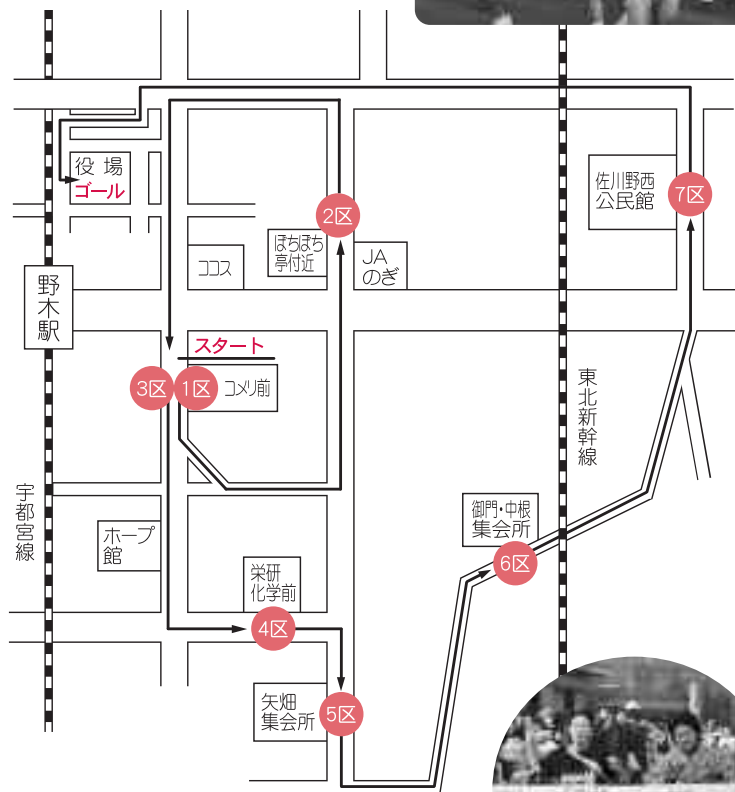 役 場
ゴール
佐川野西
公民館
7区
2区
ぽちぽち
亭付近
JA
のぎ
ココス
野木駅
スタート
3区
1区
コメリ前
東北新幹線
宇都宮線
ホープ
館
御門・中根
集会所
6区
栄研
化学前
4区
矢畑
集会所
5区